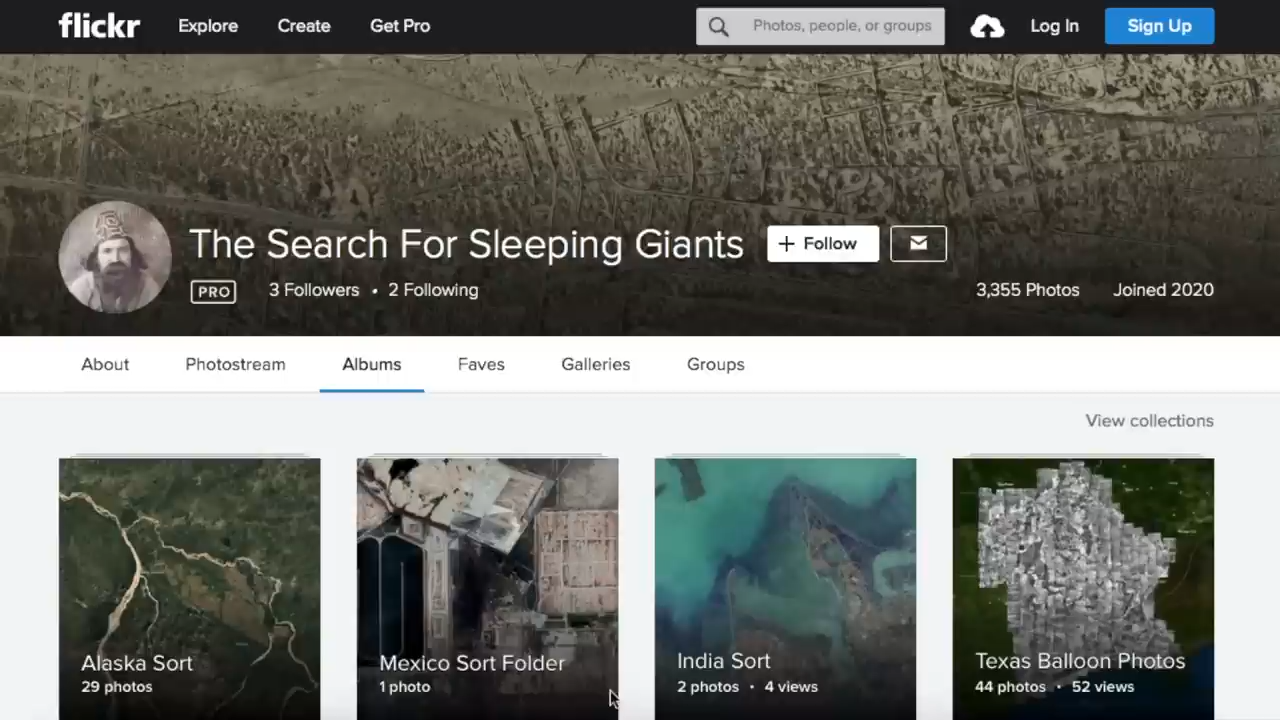 flickr Explore Create Get Pro Photos, people, or groups Log In Sign Up
The Search For Sleeping Giants + Follow
PRO 3 Followers • 2 Following 3,355 Photos Joined 2020
About Photostream Albums Faves Galleries Groups
View collections
Alaska Sort
29 photos
Mexico Sort Folder
1 photo
India Sort
2 photos • 4 views
Texas Balloon Photos
44 photos • 52 views